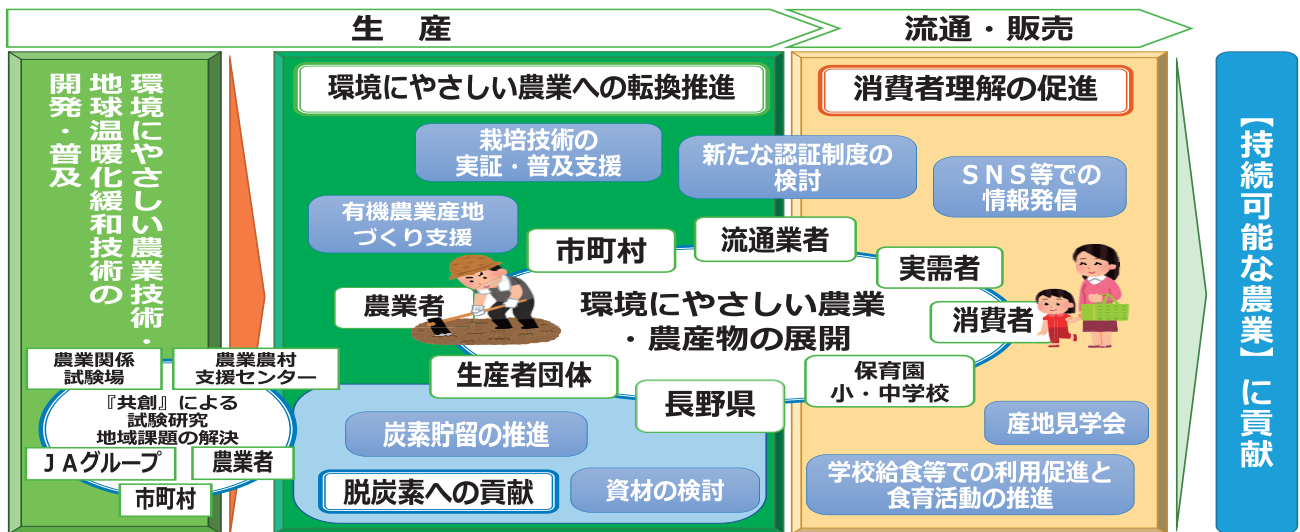 生 産
流通・販売
環境にやさしい農業技術・
地球温暖化緩和技術の
開発・普及
農業関係
試験場
農業農村
支援センター
『共創』による
試験研究
地域課題の解決
JAグループ
農業者
市町村
環境にやさしい農業への転換推進
栽培技術の
実証・普及支援
新たな認証制度の
検討
有機農業産地
づくり支援
市町村
流通業者
実需者
農業者
消費者
環境にやさしい農業
・農産物の展開
生産者団体
長野県
保育園
小・中学校
炭素貯留の推進
脱炭素への貢献
資材の検討
消費者理解の促進
SNS等での
情報発信
産地見学会
学校給食等での利用促進と
食育活動の推進
【持続可能な農業】に貢献